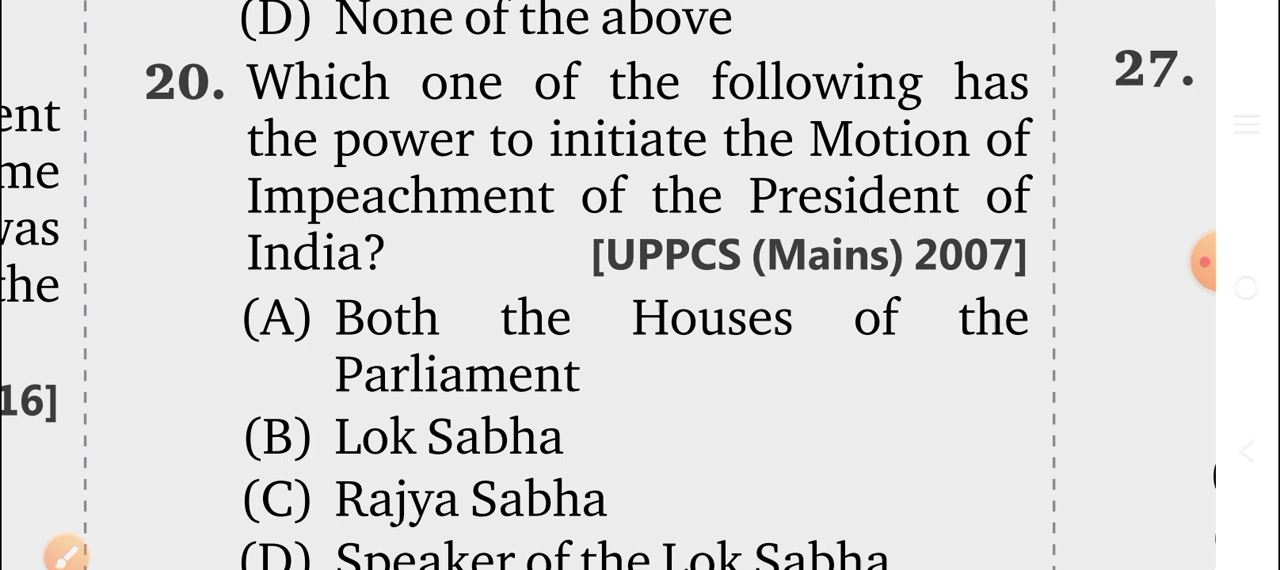 (D) None of the above
20. Which one of the following has
the power to initiate the Motion of
Impeachment of the President of
India? [UPPCS (Mains) 2007]
(A) Both the Houses of the
Parliament
(B) Lok Sabha
(C) Rajya Sabha
(D) Speaker of the Lok Sabha
ent
me
was
the
16]
27.